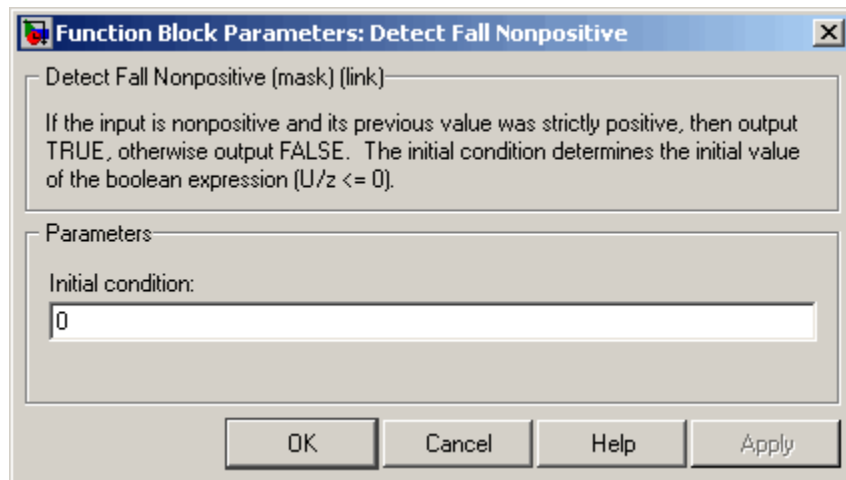 Function Block Parameters: Detect Fall Nonpositive
Detect Fall Nonpositive (mask) (link)
If the input is nonpositive and its previous value was strictly positive, then output
TRUE, otherwise output FALSE.  The initial condition determines the initial value
of the boolean expression (U/z <= 0).
Parameters
Initial condition:
0
OK
Cancel
Help
Apply